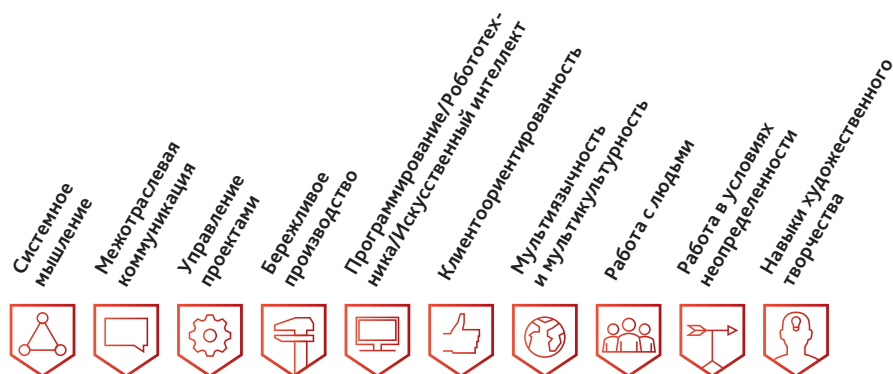 Системное
мышление
Межотраслевая
коммуникация
Управление
проектами
Бережливое
производство
Программирование/Робототех-
ника/Искусственный интеллект
Клиентоориентированность
Мультиязычность
и мультикультурность
Работа с людьми
Работа в условиях
неопределенности
Навыки художественного
творчества